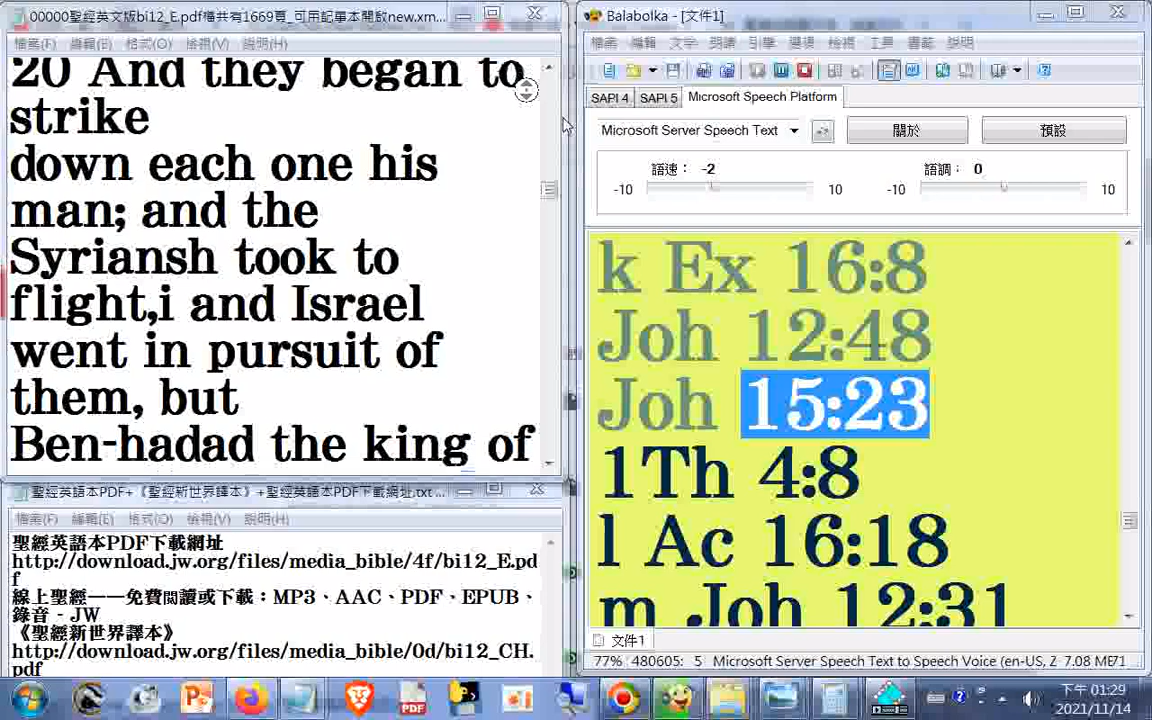 00000聖經英文版bi12_E.pdf檔共有1669頁_可用記事本開啟new.xm...
檔案(F) 編輯(E) 格式(O) 檢視(V) 說明(H)
20 And they began to
strike
down each one his
man; and the
Syriansh took to
flight,i and Israel
went in pursuit of
them, but
Ben-hadad the king of
聖經英語本PDF+《聖經新世界譯本》+聖經英語本PDF下載網址.txt ...
檔案(F) 編輯(E) 格式(O) 檢視(V) 說明(H)
聖經英語本PDF下載網址
http://download.jw.org/files/media_bible/4f/bi12_E.pd
f
線上聖經——免費閱讀或下載：MP3、AAC、PDF、EPUB、
錄音 - JW
《聖經新世界譯本》
http://download.jw.org/files/media_bible/0d/bi12_CH.
pdf
Balabolka - [文件1]
檔案 編輯 文字 朗讀 引擎 選項 檢視 工具 書籤 說明
SAPI 4 SAPI 5 Microsoft Speech Platform
Microsoft Server Speech Text 關於 預設
語速： -2 語調： 0
-10 10 -10 10
k Ex 16:8
Joh 12:48
Joh 15:23
1Th 4:8
l Ac 16:18
m Joh 12:31
文件1
77% 480605: 5 Microsoft Server Speech Text to Speech Voice (en-US, Z 7.08 ME
下午 01:29
2021/11/14